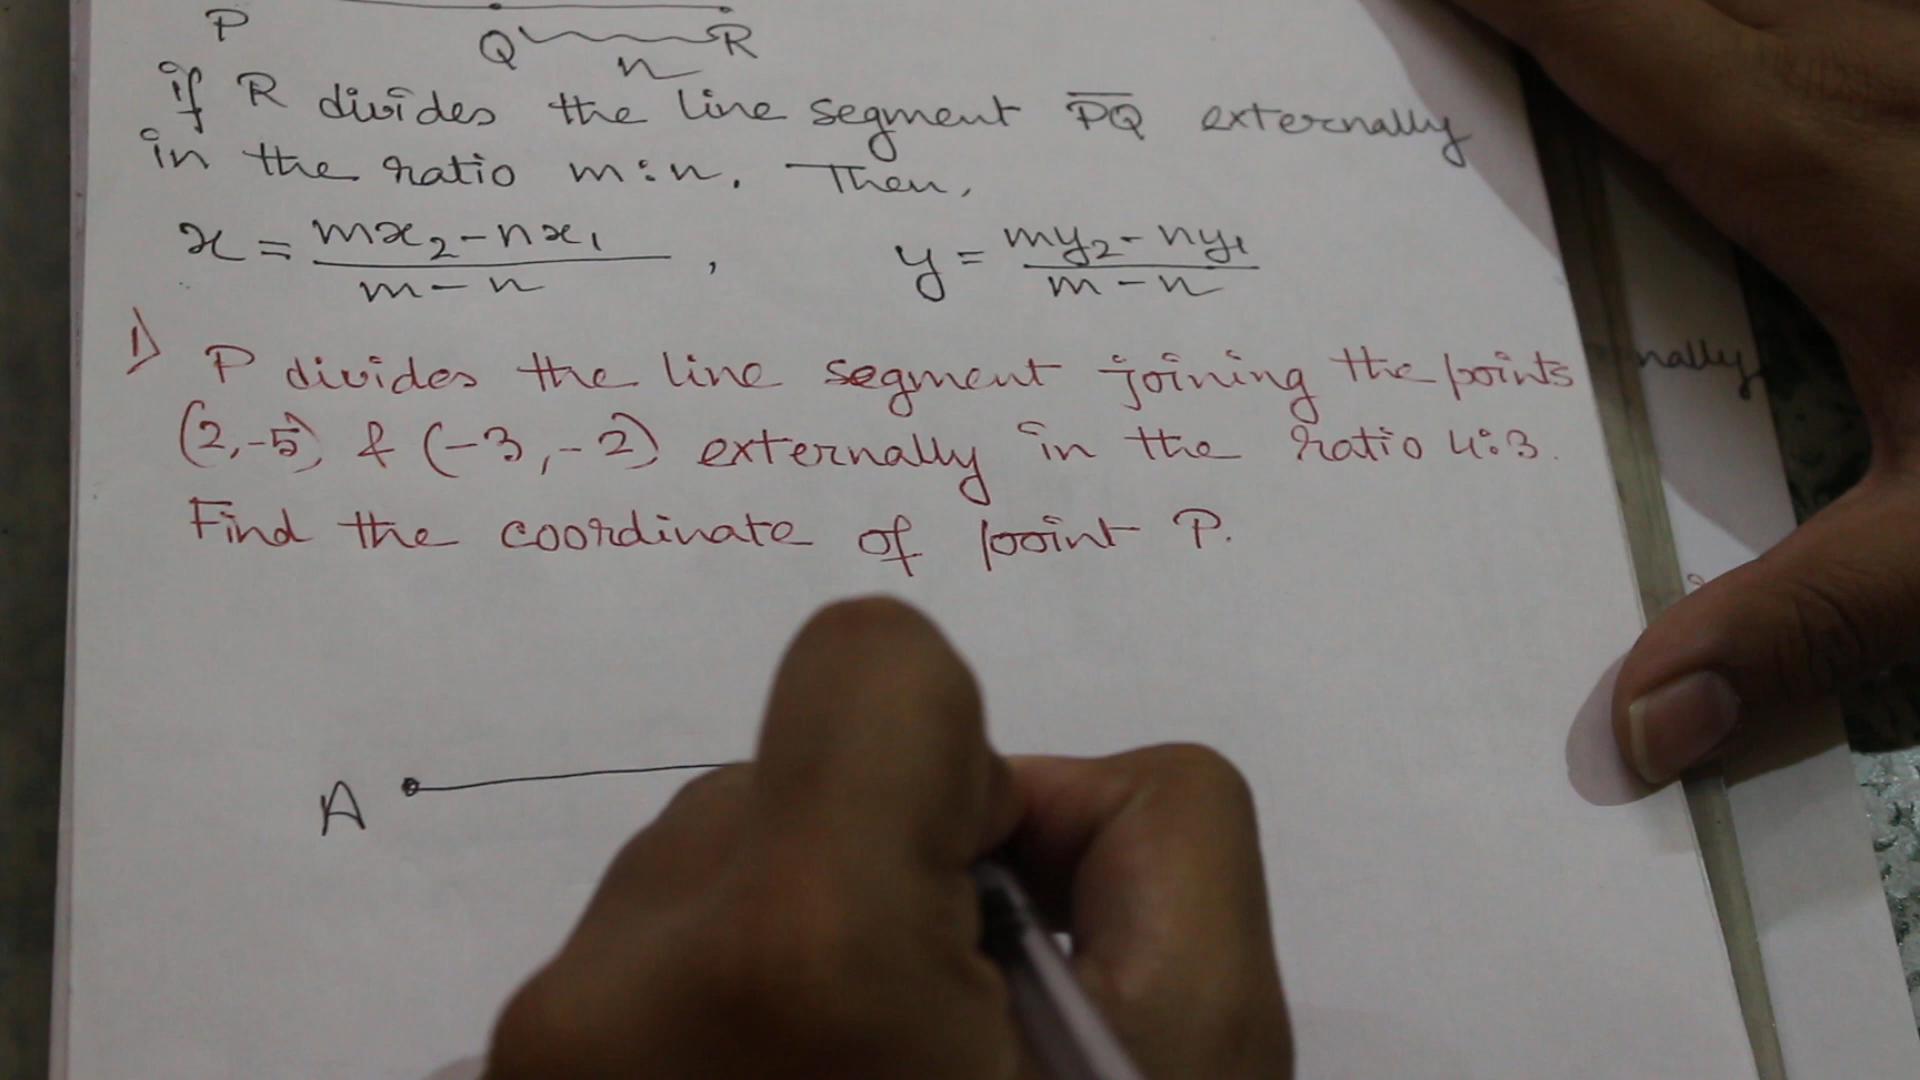 P
Q R
n
if R divides the line segment P̅Q̅ externally
in the ratio m:n. Then,
x = mx₂-nx₁ / m-n , y = my₂-ny₁ / m-n
1) P divides the line segment joining the points
(2,-5) & (-3,-2) externally in the ratio 4:3.
Find the coordinate of point P.
nally
A